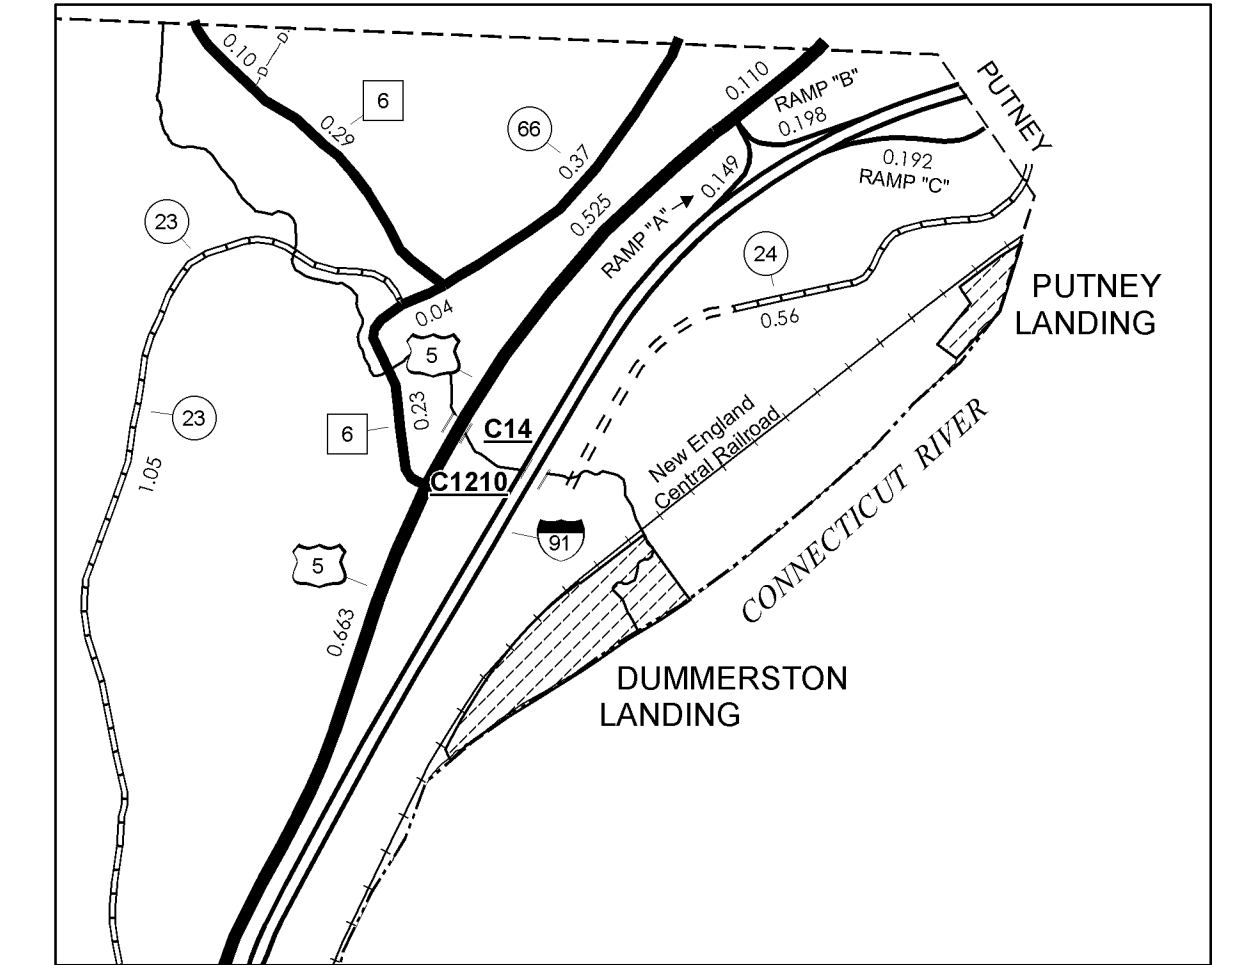 0.10
D
D
6
0.29
66
0.37
0.110
RAMP "B"
0.198
PUTNEY
0.192
RAMP "C"
0.149
RAMP "A"
0.525
23
24
0.56
PUTNEY
LANDING
0.04
5
23
0.23
6
C14
C1210
New England
Central Railroad
CONNECTICUT RIVER
1.05
91
5
0.663
DUMMERSTON
LANDING